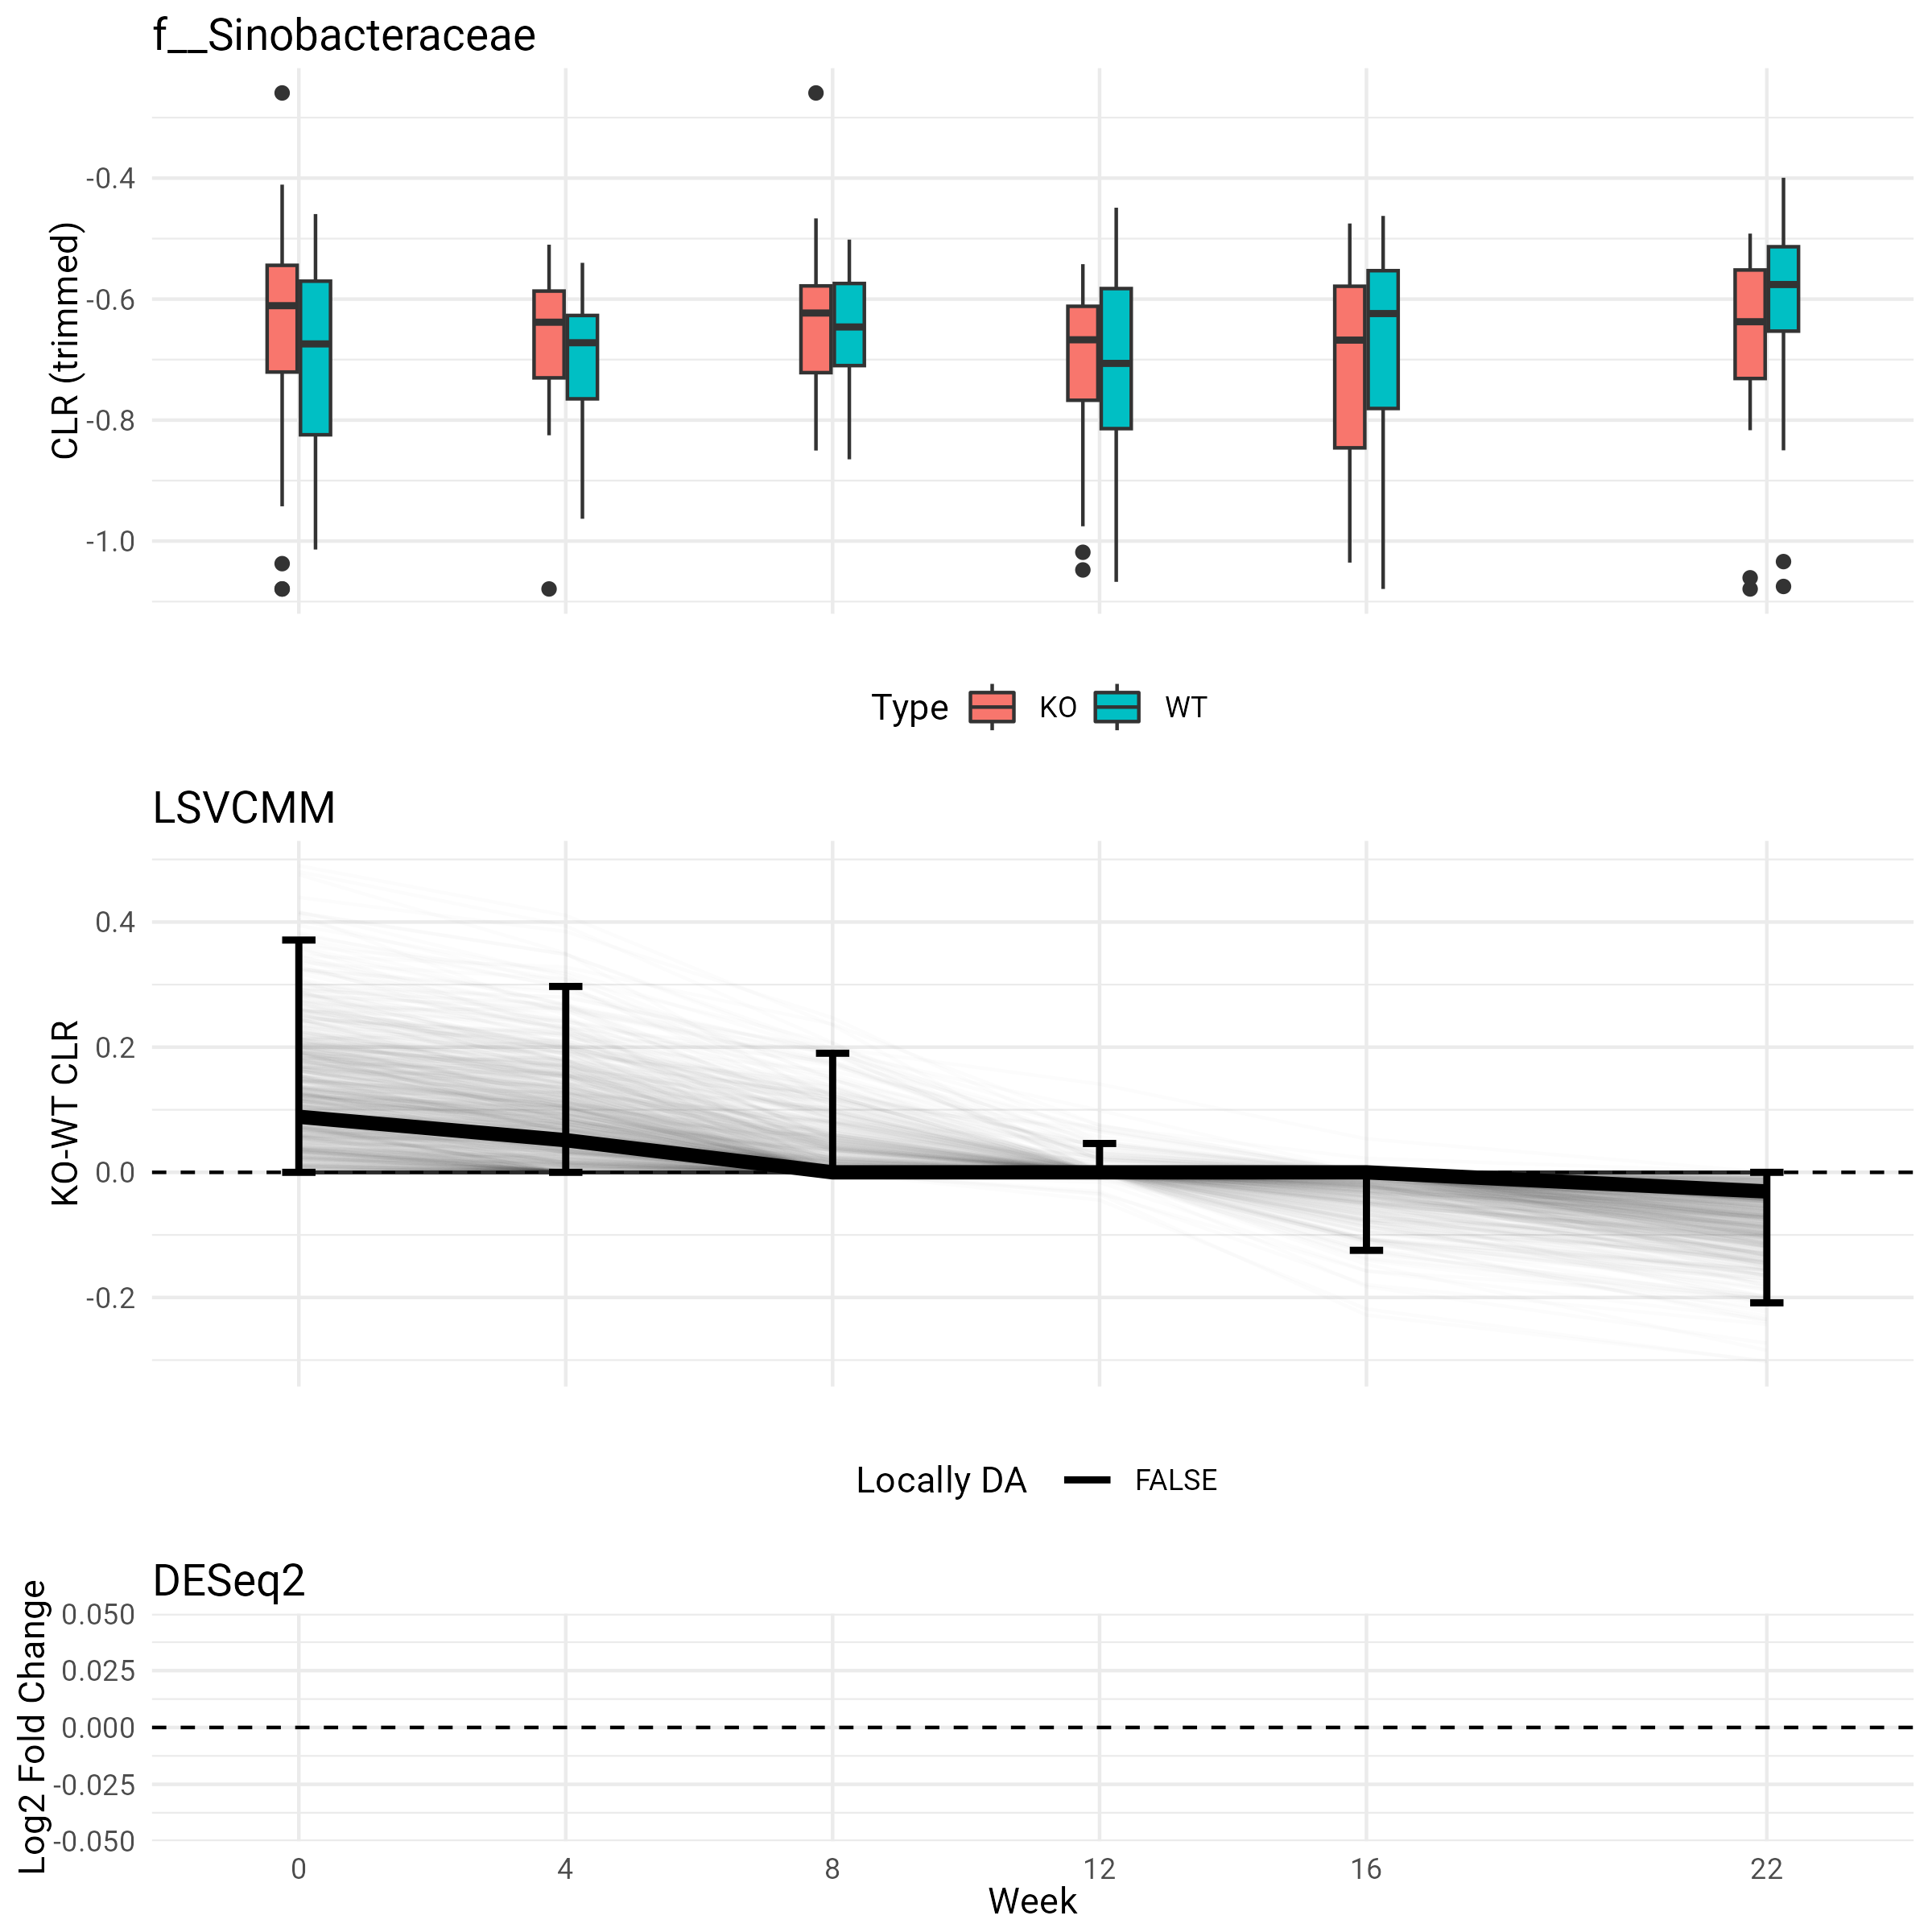 f__Sinobacteraceae
CLR (trimmed)
-0.4
-0.6
-0.8
-1.0
Type KO WT
LSVCMM
KO-WT CLR
0.4
0.2
0.0
-0.2
Locally DA FALSE
DESeq2
Log2 Fold Change
0.050
0.025
0.000
-0.025
-0.050
0 4 8 12 16 22
Week